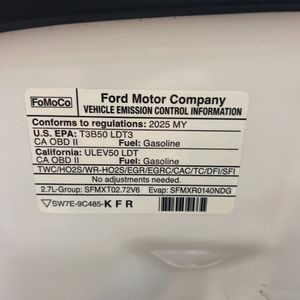 FoMoCo
Ford Motor Company
VEHICLE EMISSION CONTROL INFORMATION
Conforms to regulations: 2025 MY
U.S. EPA: T3B50 LDT3
CA OBD II Fuel: Gasoline
California: ULEV50 LDT
CA OBD II Fuel: Gasoline
TWC/HO2S/WR-HO2S/EGR/EGRC/CAC/TC/DFI/SFI
No adjustments needed.
2.7L-Group: SFMXT02.72V6 Evap: SFMXR0140NDG
SW7E-9C485-KFR